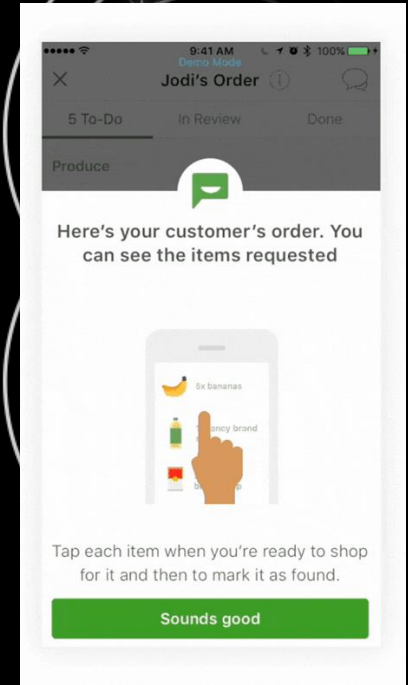 9:41 AM 100%
Demo Mode
Jodi's Order
5 To-Do In Review Done
Produce
Here's your customer's order. You
can see the items requested
5x bananas
ancy brand
Tap each item when you're ready to shop
for it and then to mark it as found.
Sounds good